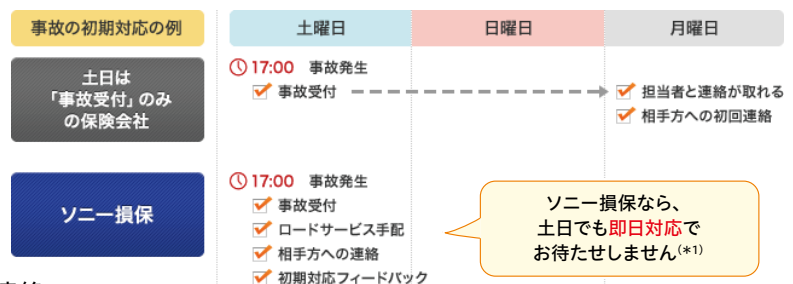 事故の初期対応の例
土曜日
日曜日
月曜日
土日は
「事故受付」のみ
の保険会社
17:00 事故発生
事故受付
担当者と連絡が取れる
相手方への初回連絡
ソニー損保
17:00 事故発生
事故受付
ロードサービス手配
相手方への連絡
初期対応フィードバック
ソニー損保なら、
土日でも即日対応で
お待たせしません(*1)